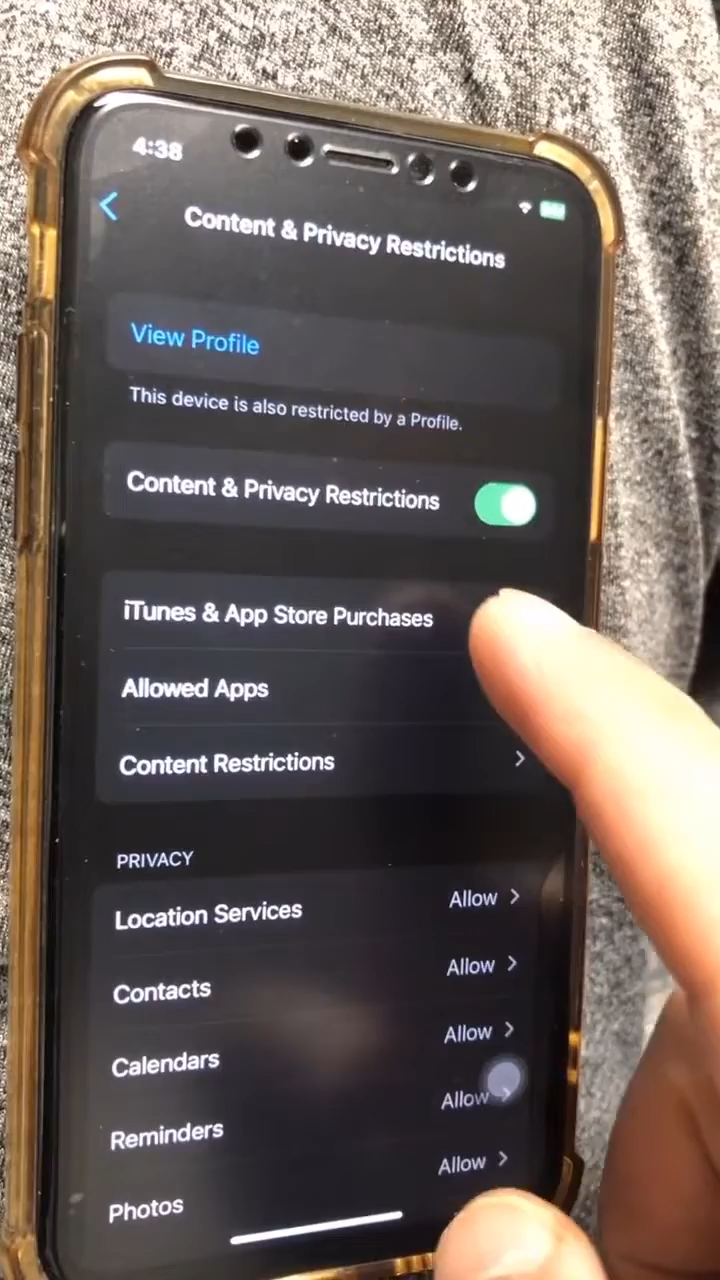 4:38
Content & Privacy Restrictions
View Profile
This device is also restricted by a Profile.
Content & Privacy Restrictions
iTunes & App Store Purchases
Allowed Apps
Content Restrictions
PRIVACY
Location Services Allow
Contacts Allow
Calendars Allow
Reminders Allow
Photos Allow